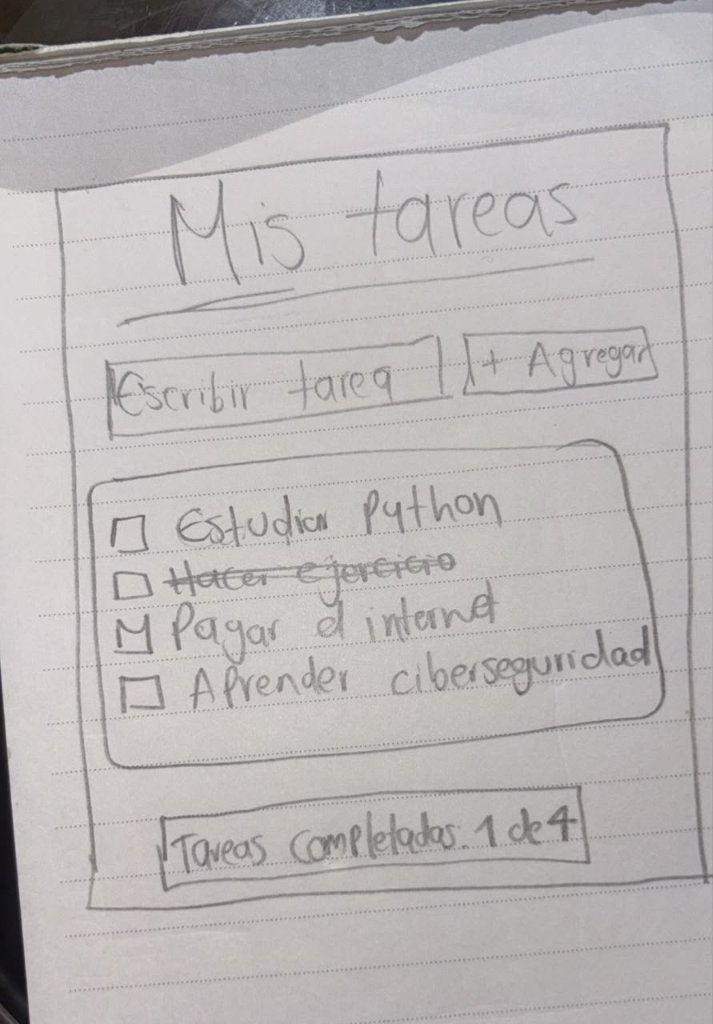 Mis tareas
Escribir tarea + Agregar
Estudiar Python
Hacer ejercicio
Pagar el internet
Aprender ciberseguridad
Tareas completadas. 1 de 4